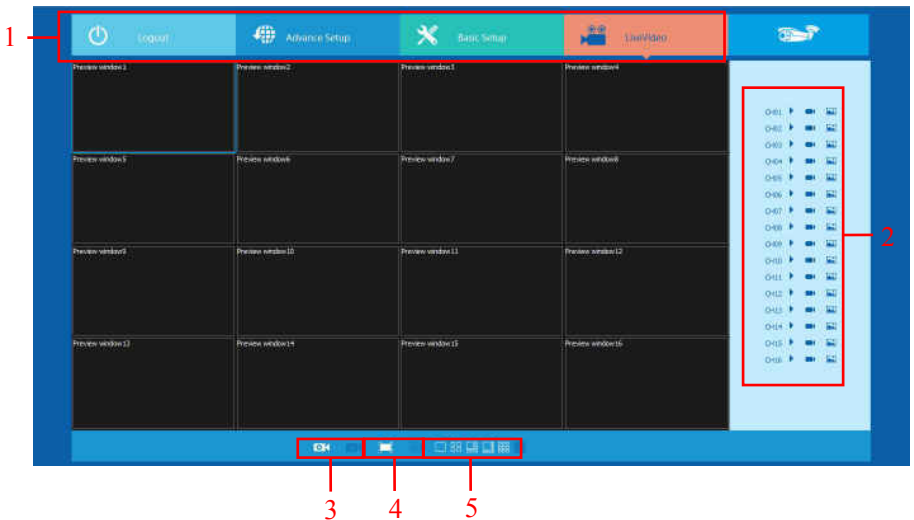 1
Logout
Advance Setup
Basic Setup
LiveVideo
Preview window1
Preview window2
Preview window3
Preview window4
Preview window5
Preview window6
Preview window7
Preview window8
Preview window9
Preview window10
Preview window11
Preview window12
Preview window13
Preview window14
Preview window15
Preview window16
CH01
CH02
CH03
CH04
CH05
CH06
CH07
CH08
CH09
CH10
CH11
CH12
CH13
CH14
CH15
CH16
2
3
4
5